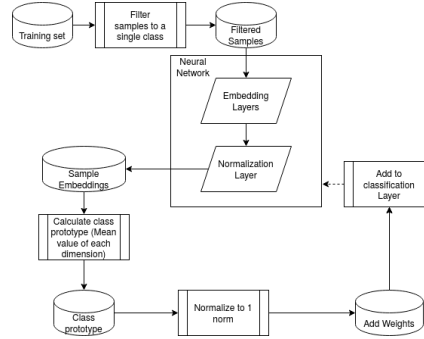 Training set
Filter
samples to a
single class
Filtered
Samples
Neural
Network
Embedding
Layers
Normalization
Layer
Sample
Embeddings
Add to
classification
Layer
Calculate class
prototype (Mean
value of each
dimension)
Class
prototype
Normalize to 1
norm
Add Weights